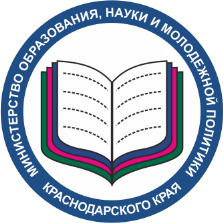 МИНИСТЕРСТВО ОБРАЗОВАНИЯ, НАУКИ И МОЛОДЕЖНОЙ ПОЛИТИКИ
КРАСНОДАРСКОГО КРАЯ